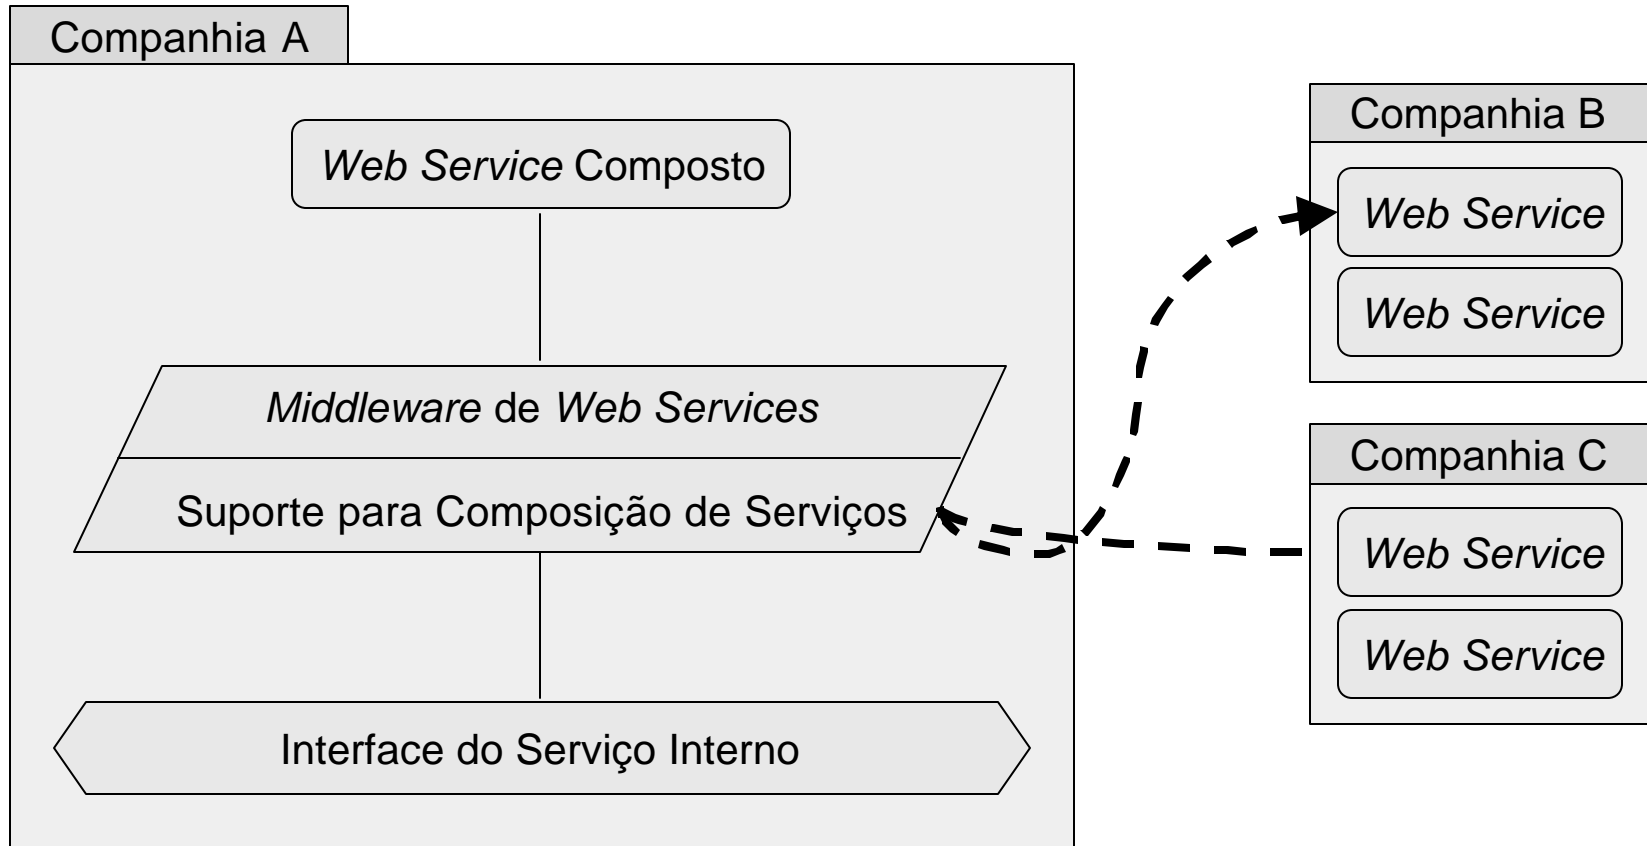 Companhia A
Web Service Composto
Middleware de Web Services
Suporte para Composição de Serviços
Interface do Serviço Interno
Companhia B
Web Service
Web Service
Companhia C
Web Service
Web Service